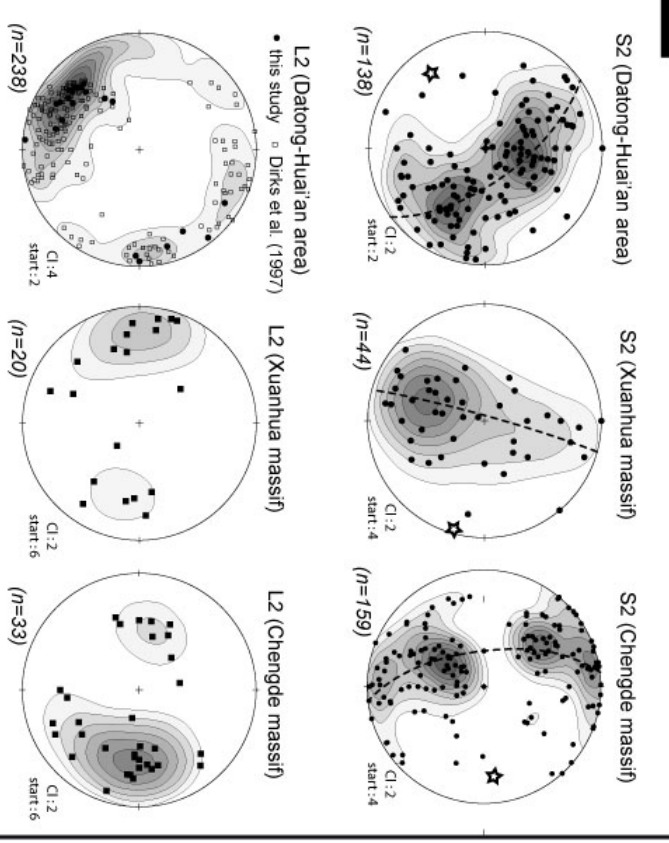 S2 (Datong-Huai'an area)
(n=138)
CI : 2
start : 2
S2 (Xuanhua massif)
(n=44)
CI : 2
start : 4
S2 (Chengde massif)
(n=159)
CI : 2
start : 4
L2 (Datong-Huai'an area)
• this study ▫ Dirks et al. (1997)
(n=238)
CI : 4
start : 2
L2 (Xuanhua massif)
(n=20)
CI : 2
start : 6
L2 (Chengde massif)
(n=33)
CI : 2
start : 6